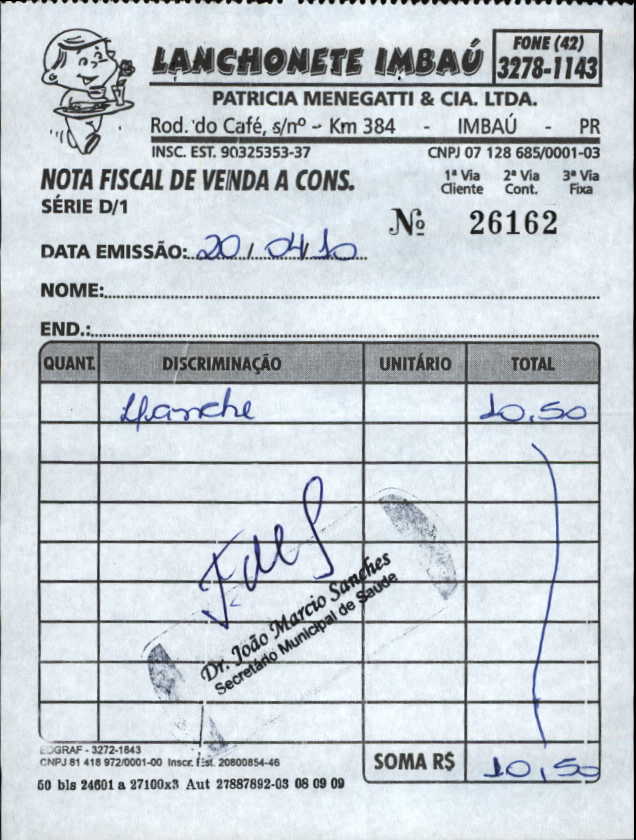 LANCHONETE IMBAÚ
FONE (42)
3278-1143
PATRICIA MENEGATTI & CIA. LTDA.
Rod. do Café, s/nº - Km 384 - IMBAÚ - PR
INSC. EST. 90325353-37 CNPJ 07 128 685/0001-03
NOTA FISCAL DE VENDA A CONS.
1ª Via Cliente 2ª Via Cont. 3ª Via Fixa
SÉRIE D/1
Nº 26162
DATA EMISSÃO: 20/04/10
NOME:
END.:
QUANT. DISCRIMINAÇÃO UNITÁRIO TOTAL
Lanche 10,50
Dr. João Marcio Sanches
Secretário Municipal de Saúde
SOMA R$ 10,50
EDGRAF - 3272-1643
CNPJ 81 418 972/0001-00 Inscr. Est. 20800854-46
50 bls 24601 a 27100x3 Aut 27887892-03 08 09 09